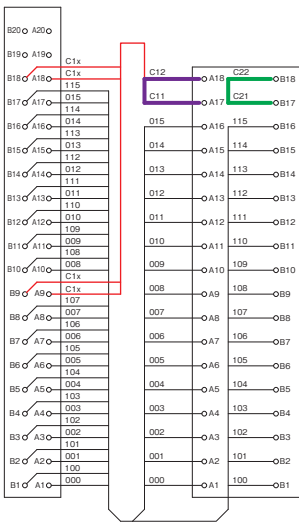 B20 A20
B19 A19
C1x C12 C22
B18 A18 C1x A18 B18
115
B17 A17 015 C11 A17 C21 B17
114
B16 A16 014 015 A16 115 B16
113
B15 A15 013 014 A15 114 B15
112
B14 A14 012 013 A14 113 B14
111
B13 A13 011 012 A13 112 B13
110
B12 A12 010 011 A12 111 B12
109
B11 A11 009 010 A11 110 B11
108
B10 A10 008 009 A10 109 B10
C1x
B9 A9 C1x 008 A9 108 B9
107
B8 A8 007 007 A8 107 B8
106
B7 A7 006 006 A7 106 B7
105
B6 A6 005 005 A6 105 B6
104
B5 A5 004 004 A5 104 B5
103
B4 A4 003 003 A4 103 B4
102
B3 A3 002 002 A3 102 B3
101
B2 A2 001 001 A2 101 B2
100
B1 A1 000 000 A1 100 B1